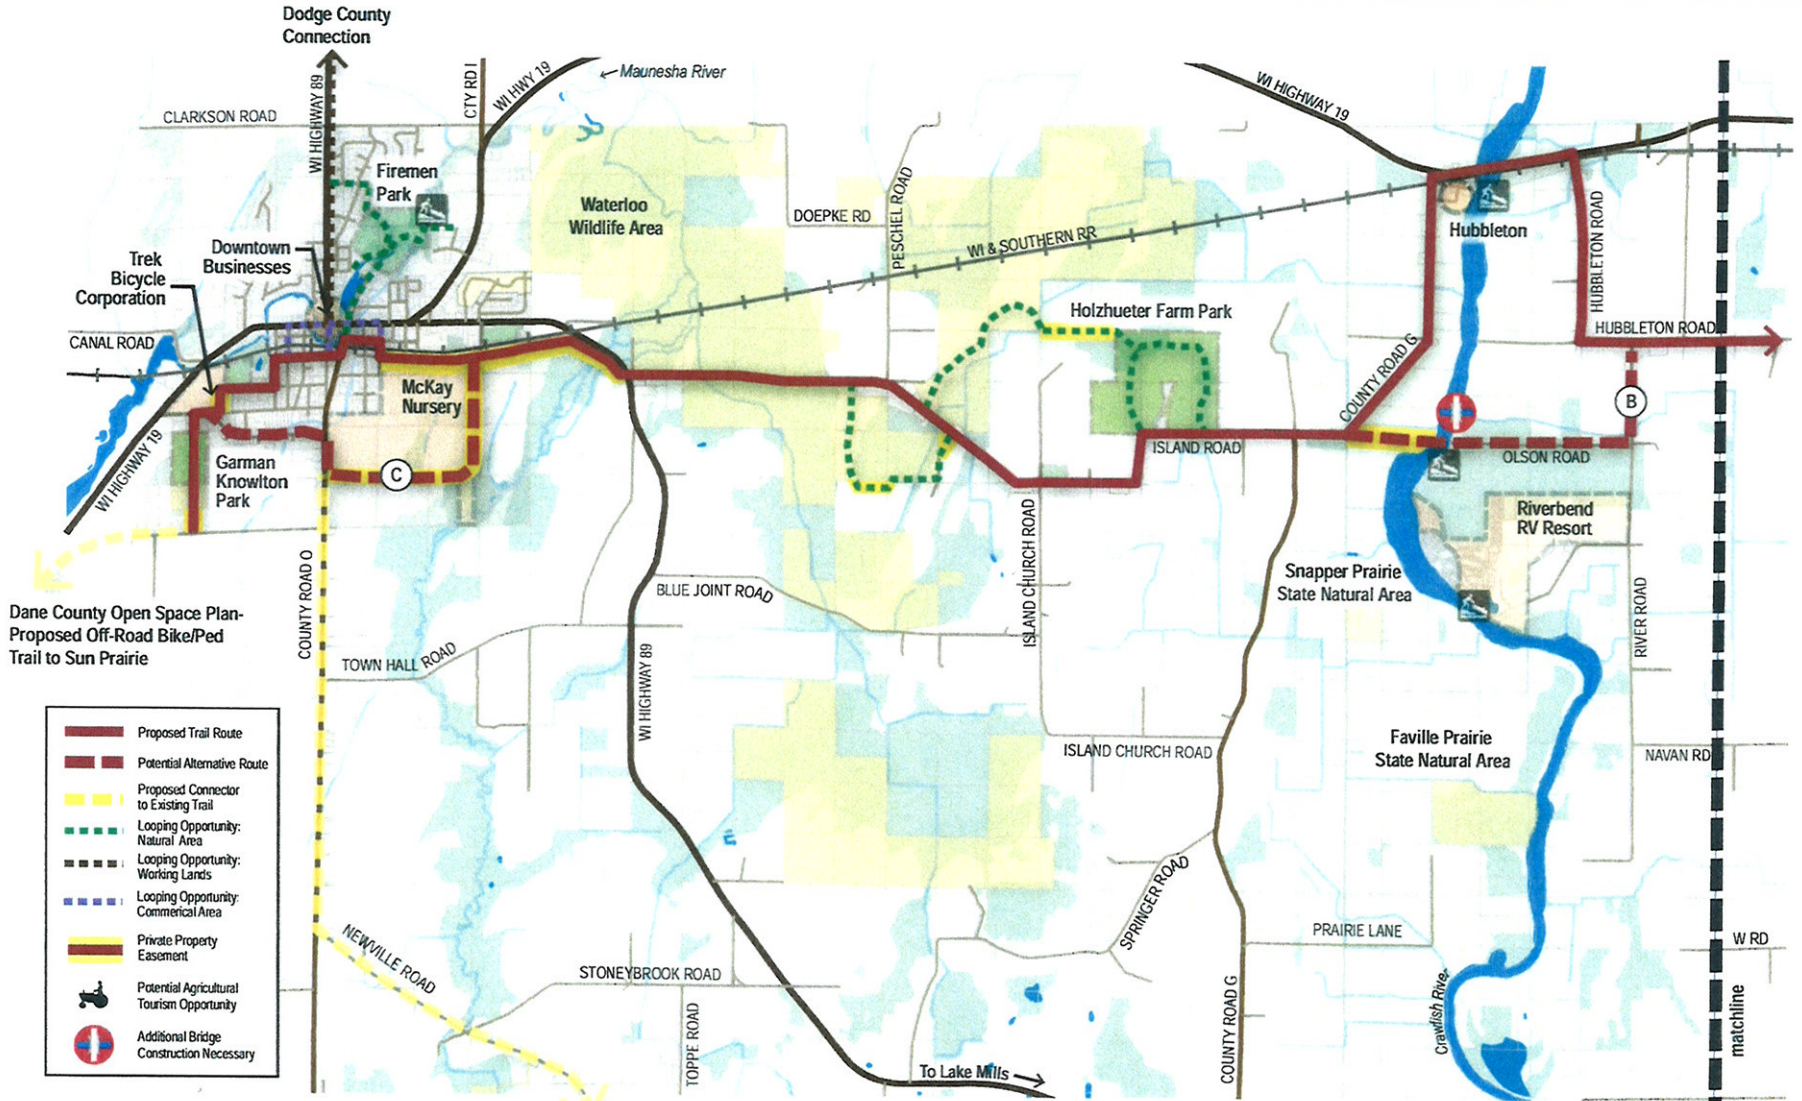 Dodge County
Connection
WI HIGHWAY 89
CTY RD I
WI HWY 19
Maunesha River
CLARKSON ROAD
WI HIGHWAY 19
Firemen
Park
Waterloo
Wildlife Area
DOEPKE RD
PESCHEL ROAD
WI & SOUTHERN RR
Hubbleton
HUBBLETON ROAD
Downtown
Businesses
Trek
Bicycle
Corporation
CANAL ROAD
Holzhueter Farm Park
HUBBLETON ROAD
COUNTY ROAD G
McKay
Nursery
B
ISLAND ROAD
OLSON ROAD
WI HIGHWAY 19
Garman
Knowlton
Park
C
Riverbend
RV Resort
COUNTY ROAD O
ISLAND CHURCH ROAD
Snapper Prairie
State Natural Area
BLUE JOINT ROAD
RIVER ROAD
Dane County Open Space Plan-
Proposed Off-Road Bike/Ped
Trail to Sun Prairie
TOWN HALL ROAD
WI HIGHWAY 89
ISLAND CHURCH ROAD
Faville Prairie
State Natural Area
NAVAN RD
Proposed Trail Route
Potential Alternative Route
Proposed Connector
to Existing Trail
Looping Opportunity:
Natural Area
Looping Opportunity:
Working Lands
Looping Opportunity:
Commerical Area
Private Property
Easement
Potential Agricultural
Tourism Opportunity
Additional Bridge
Construction Necessary
SPRINGER ROAD
PRAIRIE LANE
W RD
NEWVILLE ROAD
STONEYBROOK ROAD
TOPPE ROAD
COUNTY ROAD G
Crawfish River
matchline
To Lake Mills